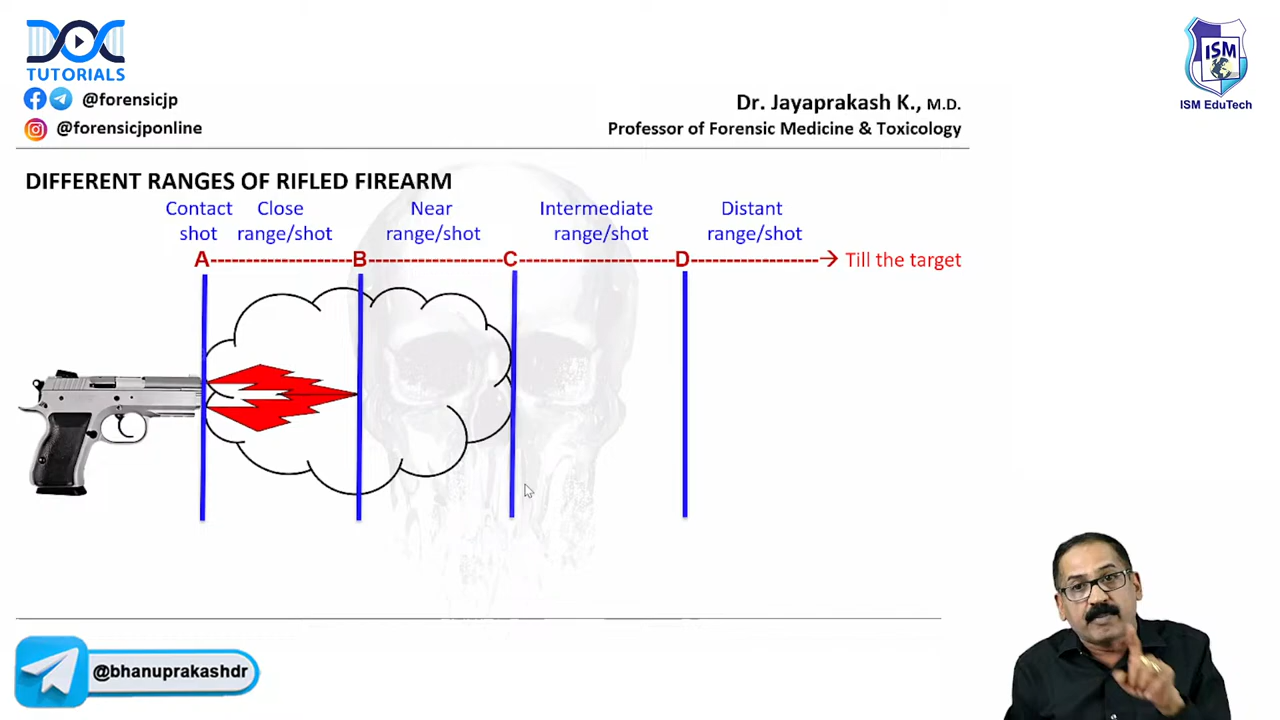 DOC
TUTORIALS
@forensicjp
@forensicjponline
ISM
ISM EduTech
Dr. Jayaprakash K., M.D.
Professor of Forensic Medicine & Toxicology
DIFFERENT RANGES OF RIFLED FIREARM
Contact shot
Close range/shot
Near range/shot
Intermediate range/shot
Distant range/shot
A B C D Till the target
@bhanuprakashdr